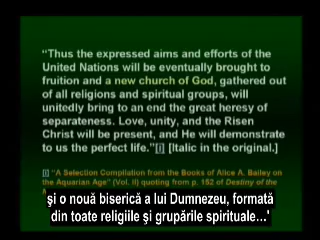 “Thus the expressed aims and efforts of the
United Nations will be eventually brought to
fruition and a new church of God, gathered out
of all religions and spiritual groups, will
unitedly bring to an end the great heresy of
separateness. Love, unity, and the Risen
Christ will be present, and He will demonstrate
to us the perfect life.”[i] [Italic in the original.]
[i] “A Selection Compilation from the Books of Alice A. Bailey on
the Aquarian Age” (Vol. II) quoting from p. 152 of Destiny of the
şi o nouă biserică a lui Dumnezeu, formată
din toate religiile şi grupările spirituale...'